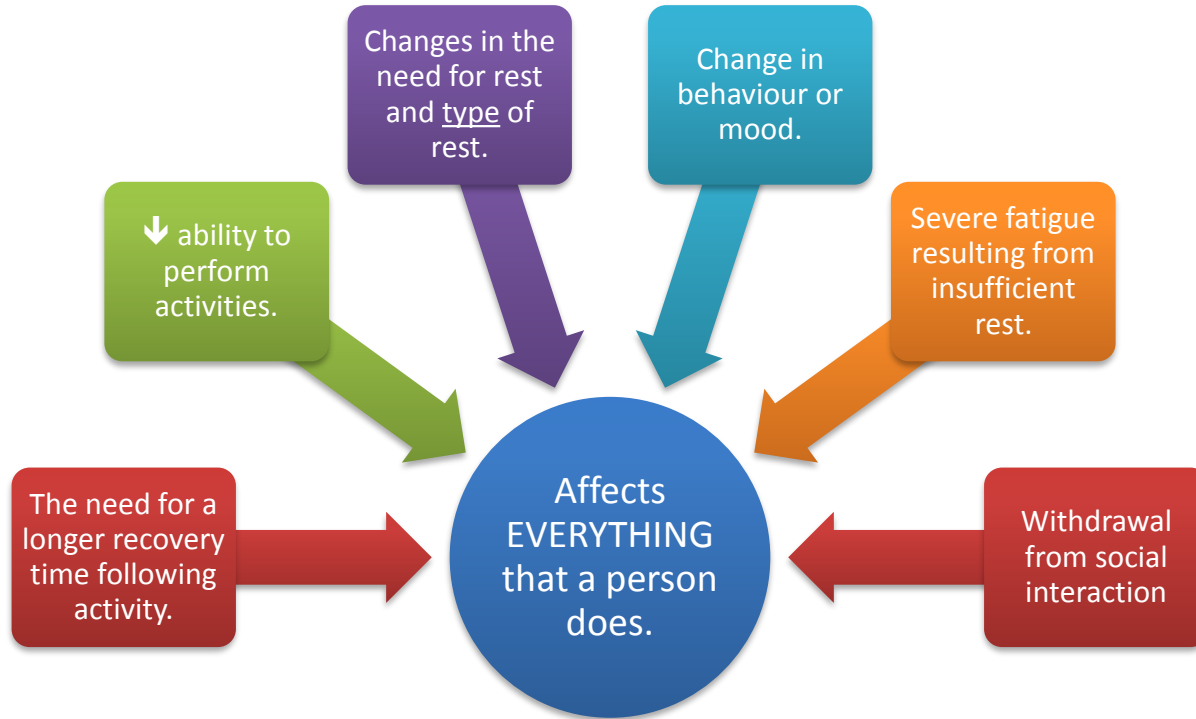 Changes in the
need for rest
and type of
rest.
Change in
behaviour or
mood.
🡫 ability to
perform
activities.
Severe fatigue
resulting from
insufficient
rest.
The need for a
longer recovery
time following
activity.
Affects
EVERYTHING
that a person
does.
Withdrawal
from social
interaction